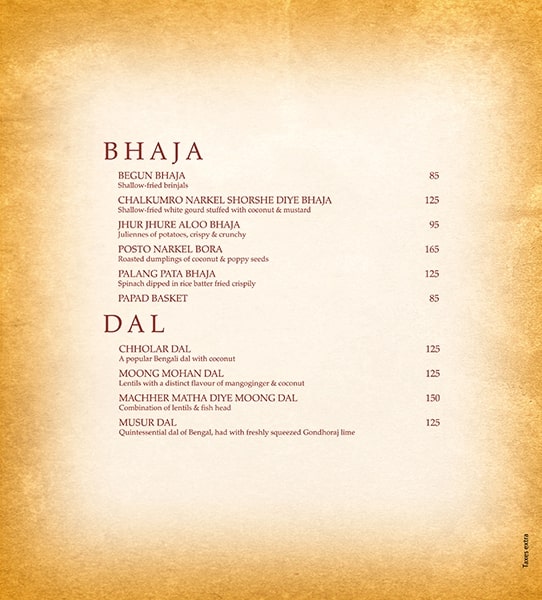 BHAJA
BEGUN BHAJA 85
Shallow-fried brinjals
CHALKUMRO NARKEL SHORSHE DIYE BHAJA 125
Shallow-fried white gourd stuffed with coconut & mustard
JHUR JHURE ALOO BHAJA 95
Juliennes of potatoes, crispy & crunchy
POSTO NARKEL BORA 165
Roasted dumplings of coconut & poppy seeds
PALANG PATA BHAJA 125
Spinach dipped in rice batter fried crispily
PAPAD BASKET 85
DAL
CHHOLAR DAL 125
A popular Bengali dal with coconut
MOONG MOHAN DAL 125
Lentils with a distinct flavour of mangoginger & coconut
MACHHER MATHA DIYE MOONG DAL 150
Combination of lentils & fish head
MUSUR DAL 125
Quintessential dal of Bengal, had with freshly squeezed Gondhoraj lime
Taxes extra